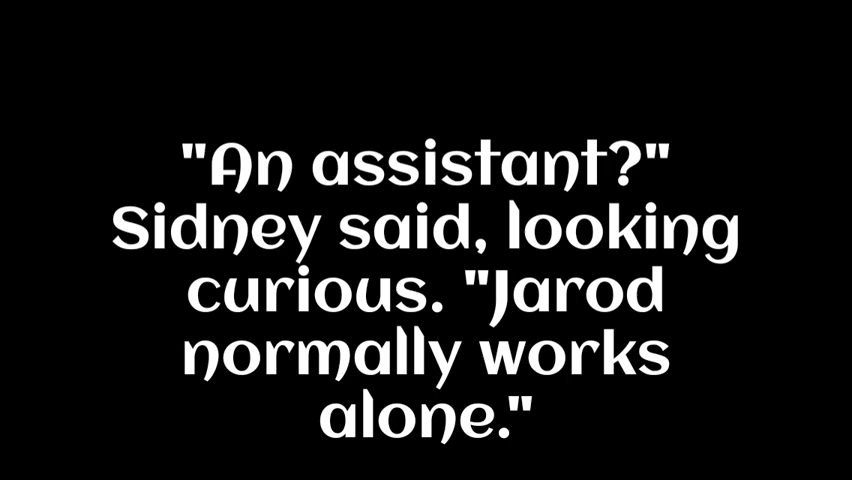 "An assistant?"
Sidney said, looking
curious. "Jarod
normally works
alone."